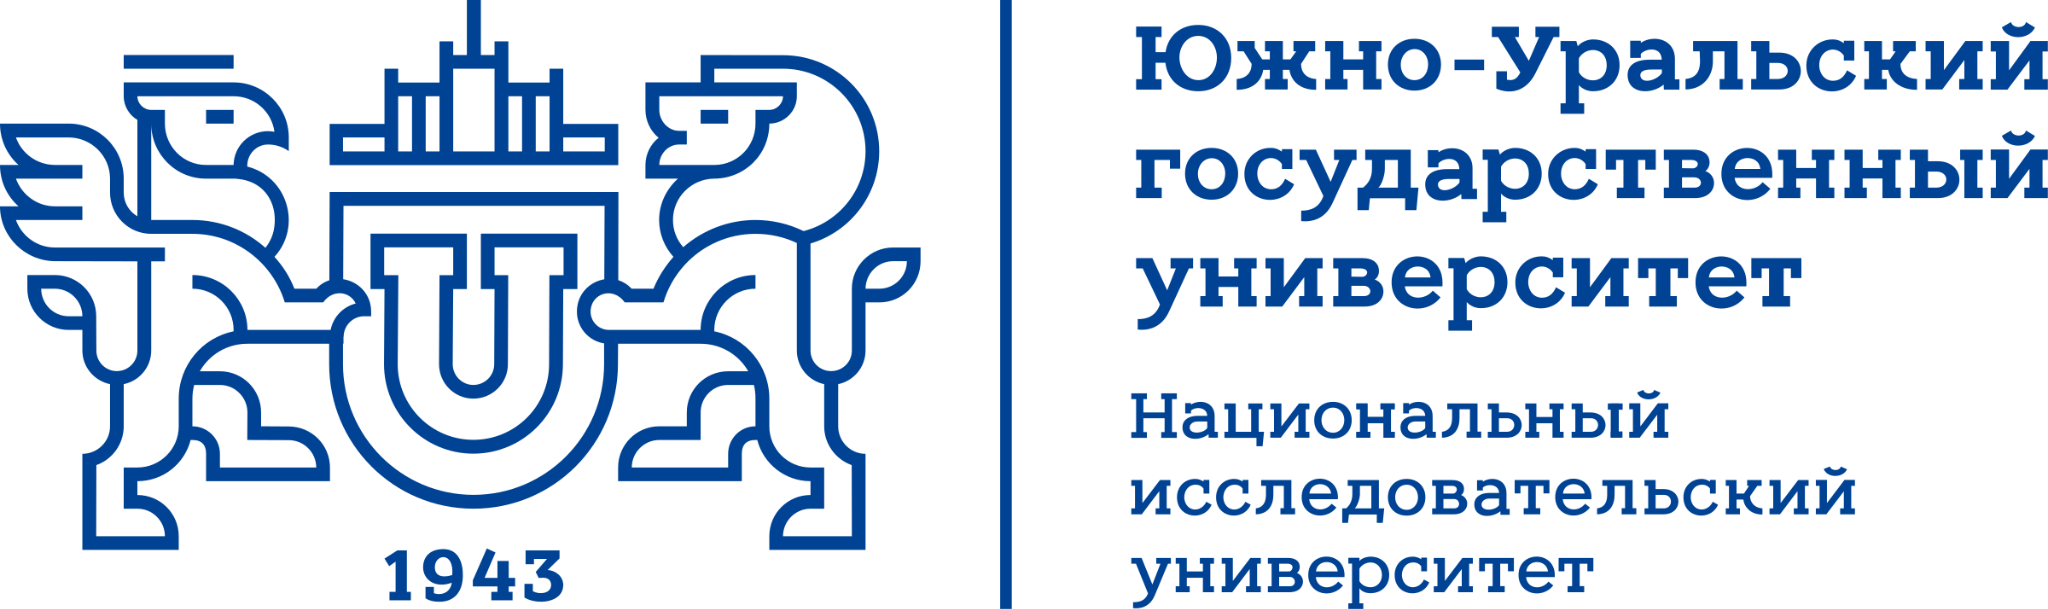 1943
Южно-Уральский
государственный
университет
Национальный
исследовательский
университет